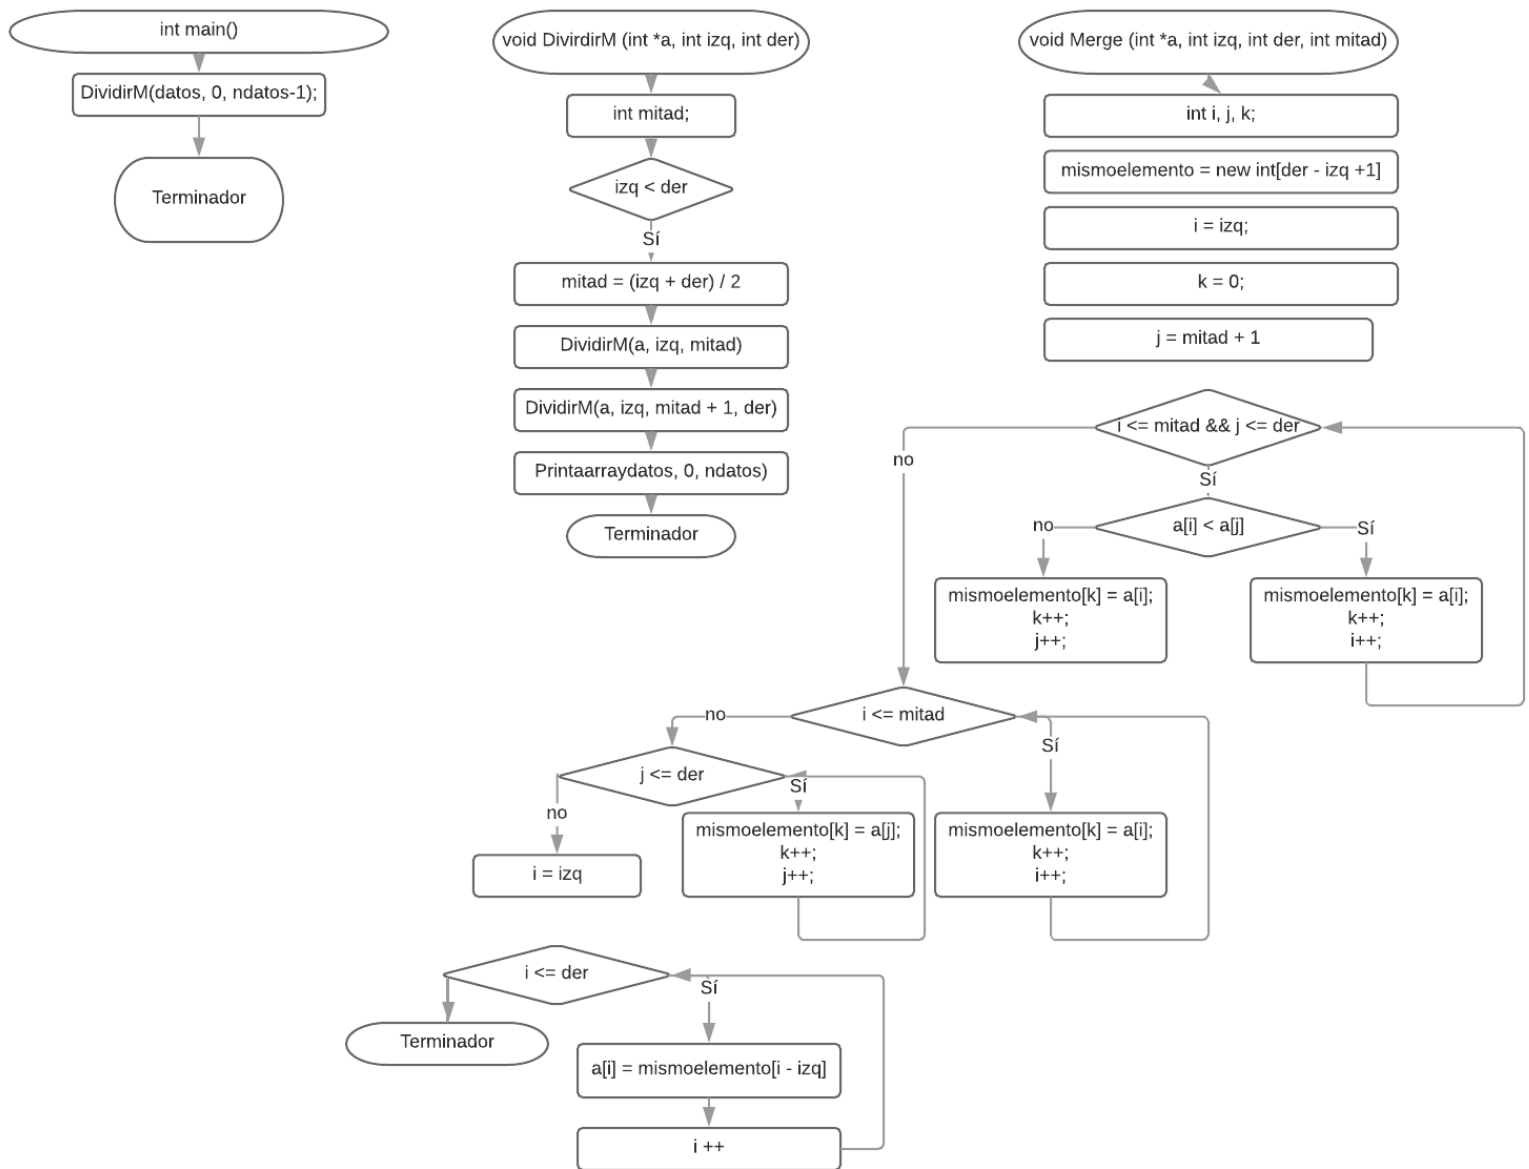 int main()
DividirM(datos, 0, ndatos-1);
Terminador
void DivirdirM (int *a, int izq, int der)
int mitad;
izq < der
Sí
mitad = (izq + der) / 2
DividirM(a, izq, mitad)
DividirM(a, izq, mitad + 1, der)
Printaarraydatos, 0, ndatos)
Terminador
void Merge (int *a, int izq, int der, int mitad)
int i, j, k;
mismoelemento = new int[der - izq +1]
i = izq;
k = 0;
j = mitad + 1
i <= mitad && j <= der
no
Sí
a[i] < a[j]
no
Sí
mismoelemento[k] = a[i];
k++;
j++;
mismoelemento[k] = a[i];
k++;
i++;
i <= mitad
no
Sí
j <= der
Sí
no
mismoelemento[k] = a[j];
k++;
j++;
mismoelemento[k] = a[i];
k++;
i++;
i = izq
i <= der
Sí
Terminador
a[i] = mismoelemento[i - izq]
i ++